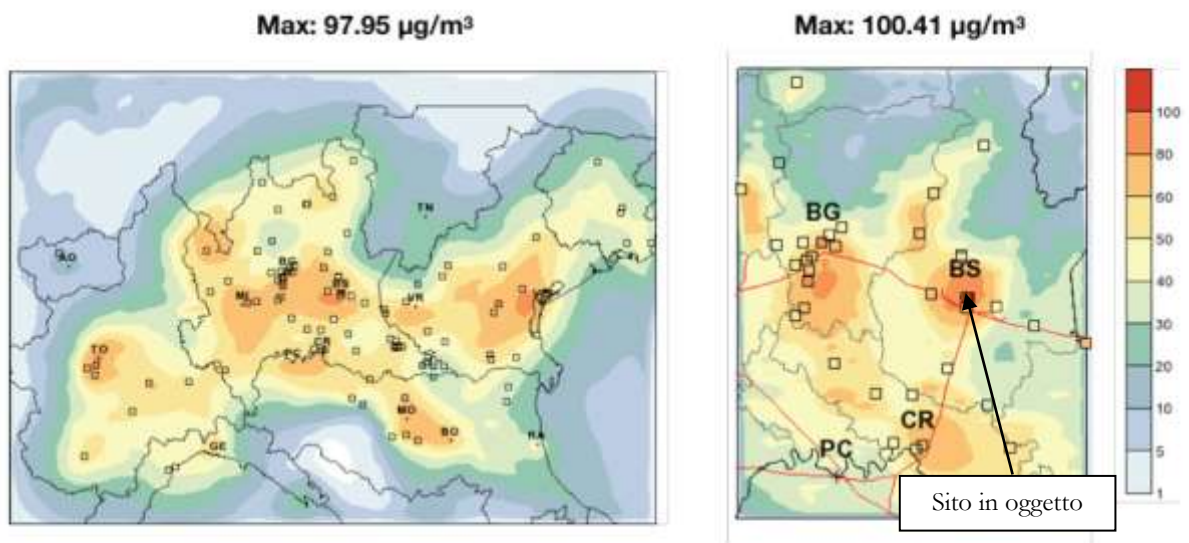 Max: 97.95 µg/m³
Max: 100.41 µg/m³
AO
TN
BG
BS
MI
VR
TO
CR
PC
MO
BO
GE
RA
BG
BS
CR
PC
100
80
60
50
40
30
20
10
5
1
Sito in oggetto